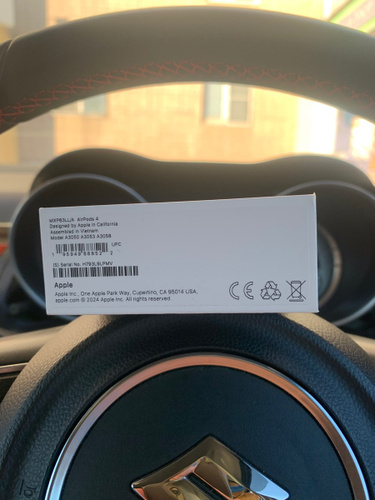 MXP63LL/A AirPods 4
Designed by Apple in California
Assembled in Vietnam
Model A3050 A3053 A3058
UPC
(S) Serial No.
Apple
Apple Inc., One Apple Park Way, Cupertino, CA 95014 USA.
apple.com © 2024 Apple Inc. All rights reserved.
CE